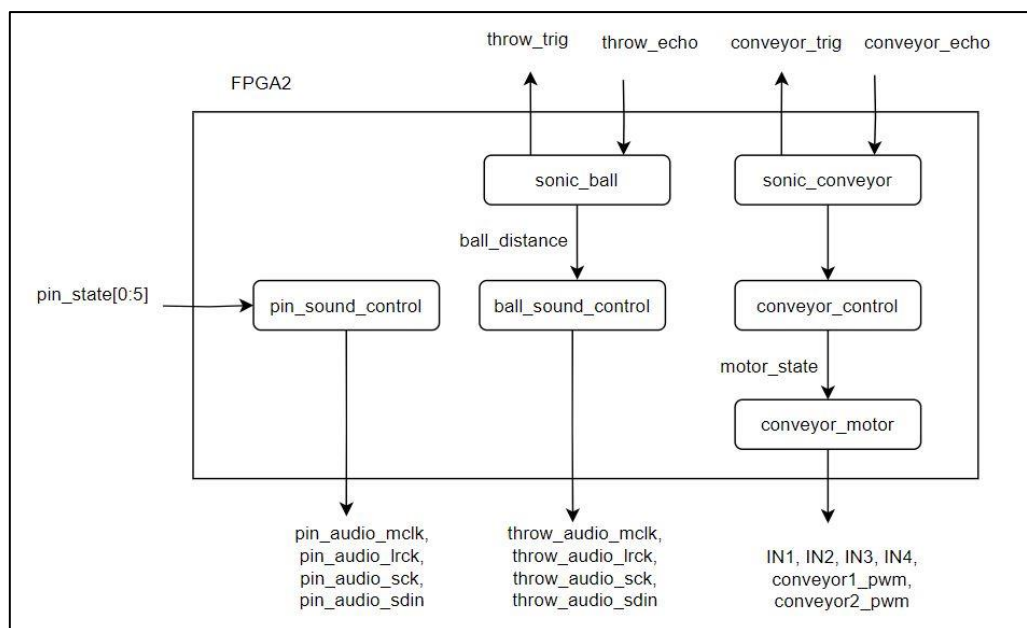 throw_trig
throw_echo
conveyor_trig
conveyor_echo
FPGA2
sonic_ball
sonic_conveyor
ball_distance
pin_state[0:5]
pin_sound_control
ball_sound_control
conveyor_control
motor_state
conveyor_motor
pin_audio_mclk,
pin_audio_lrck,
pin_audio_sck,
pin_audio_sdin
throw_audio_mclk,
throw_audio_lrck,
throw_audio_sck,
throw_audio_sdin
IN1, IN2, IN3, IN4,
conveyor1_pwm,
conveyor2_pwm